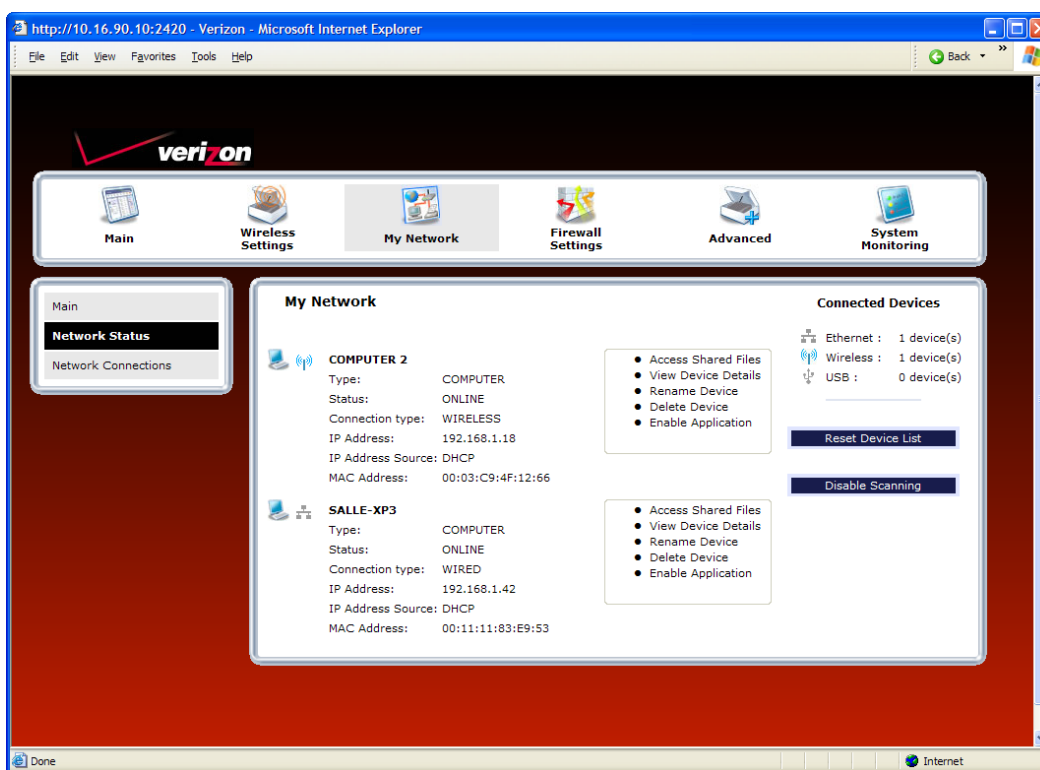 http://10.16.90.10:2420 - Verizon - Microsoft Internet Explorer
File Edit View Favorites Tools Help
Back
»
verizon
Main
Wireless Settings
My Network
Firewall Settings
Advanced
System Monitoring
Main
Network Status
Network Connections
My Network
COMPUTER 2
Type: COMPUTER
Status: ONLINE
Connection type: WIRELESS
IP Address: 192.168.1.18
IP Address Source: DHCP
MAC Address: 00:03:C9:4F:12:66
• Access Shared Files
• View Device Details
• Rename Device
• Delete Device
• Enable Application
SALLE-XP3
Type: COMPUTER
Status: ONLINE
Connection type: WIRED
IP Address: 192.168.1.42
IP Address Source: DHCP
MAC Address: 00:11:11:83:E9:53
• Access Shared Files
• View Device Details
• Rename Device
• Delete Device
• Enable Application
Connected Devices
Ethernet : 1 device(s)
Wireless : 1 device(s)
USB : 0 device(s)
Reset Device List
Disable Scanning
Done
Internet